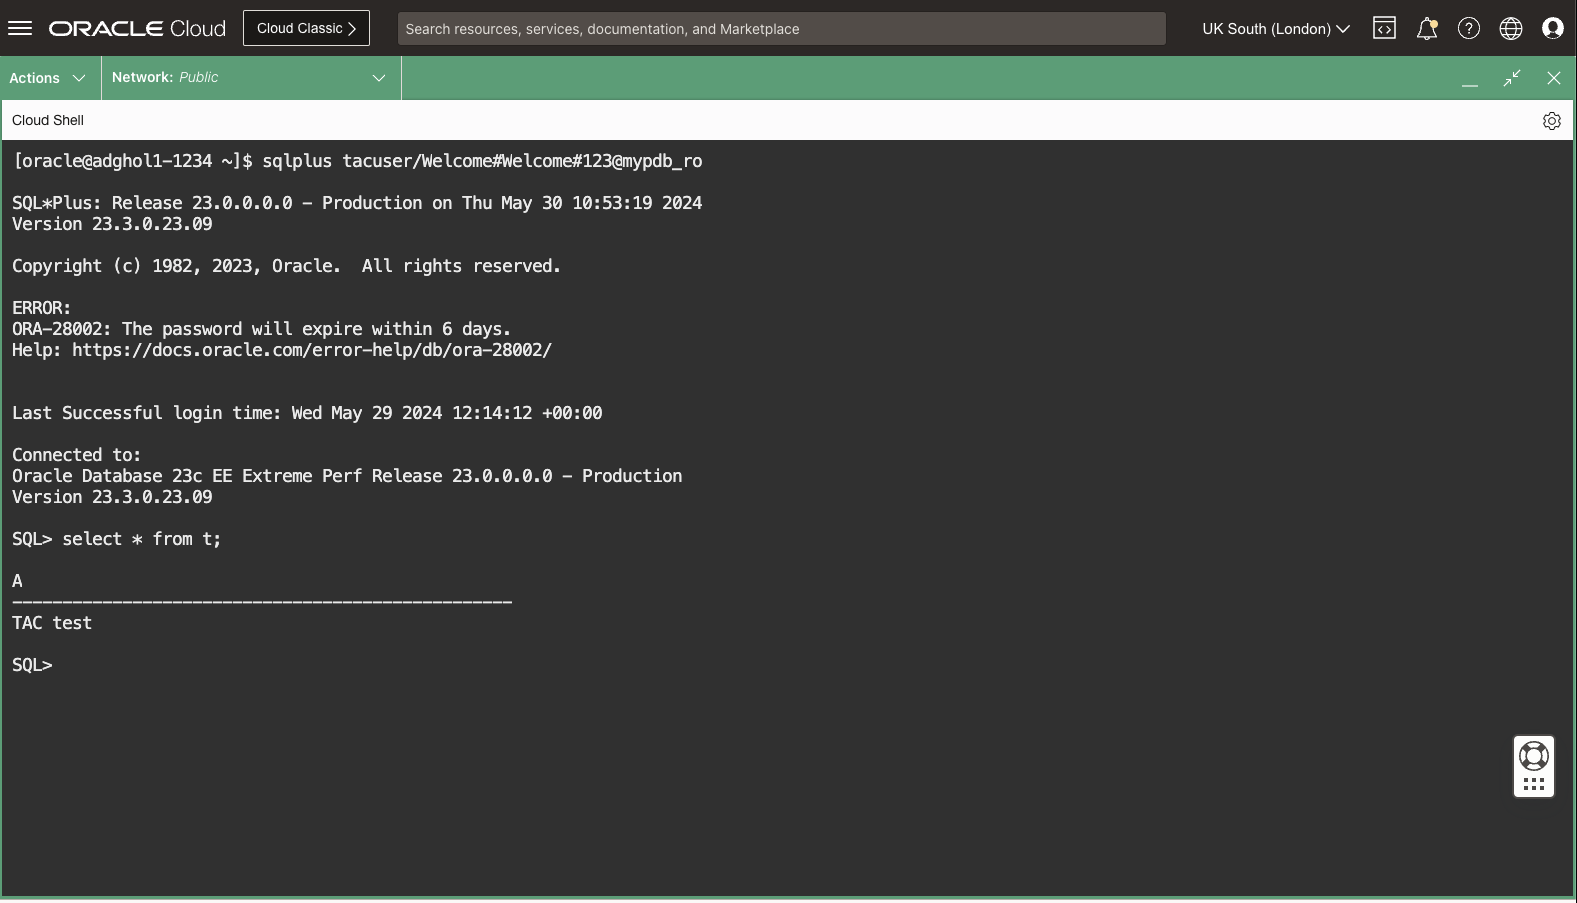 ORACLE Cloud
Cloud Classic
Search resources, services, documentation, and Marketplace
UK South (London)
Actions
Network: Public
Cloud Shell
[oracle@adghol1-1234 ~]$ sqlplus tacuser/Welcome#Welcome#123@mypdb_ro
SQL*Plus: Release 23.0.0.0.0 - Production on Thu May 30 10:53:19 2024
Version 23.3.0.23.09
Copyright (c) 1982, 2023, Oracle.  All rights reserved.
ERROR:
ORA-28002: The password will expire within 6 days.
Help: https://docs.oracle.com/error-help/db/ora-28002/
Last Successful login time: Wed May 29 2024 12:14:12 +00:00
Connected to:
Oracle Database 23c EE Extreme Perf Release 23.0.0.0.0 - Production
Version 23.3.0.23.09
SQL> select * from t;
A
--------------------------------------------------
TAC test
SQL>